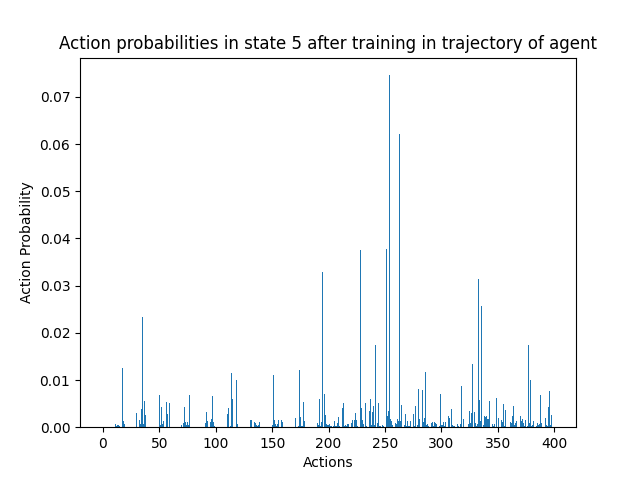 Action probabilities in state 5 after training in trajectory of agent
0.07
0.06
0.05
0.04
0.03
0.02
0.01
0.00
Action Probability
0 50 100 150 200 250 300 350 400
Actions